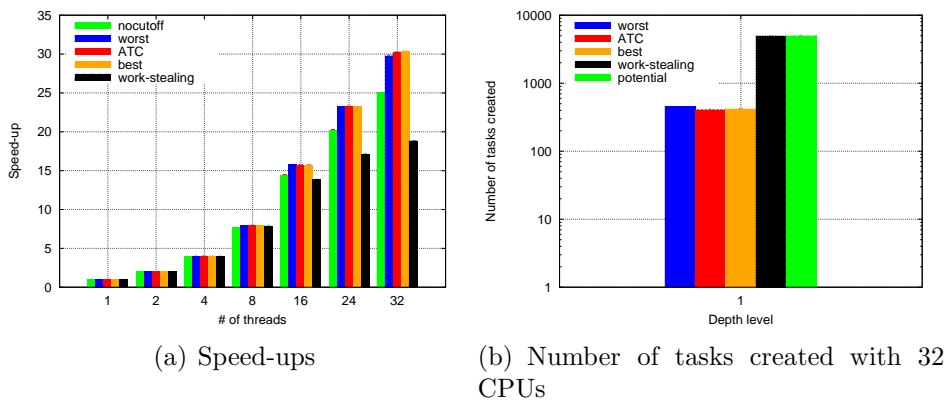 nocutoff
worst
ATC
best
work-stealing
35
30
25
20
15
10
5
0
Speed-up
1 2 4 8 16 24 32
# of threads
(a) Speed-ups
worst
ATC
best
work-stealing
potential
10000
1000
100
10
1
Number of tasks created
1
Depth level
(b) Number of tasks created with 32
CPUs